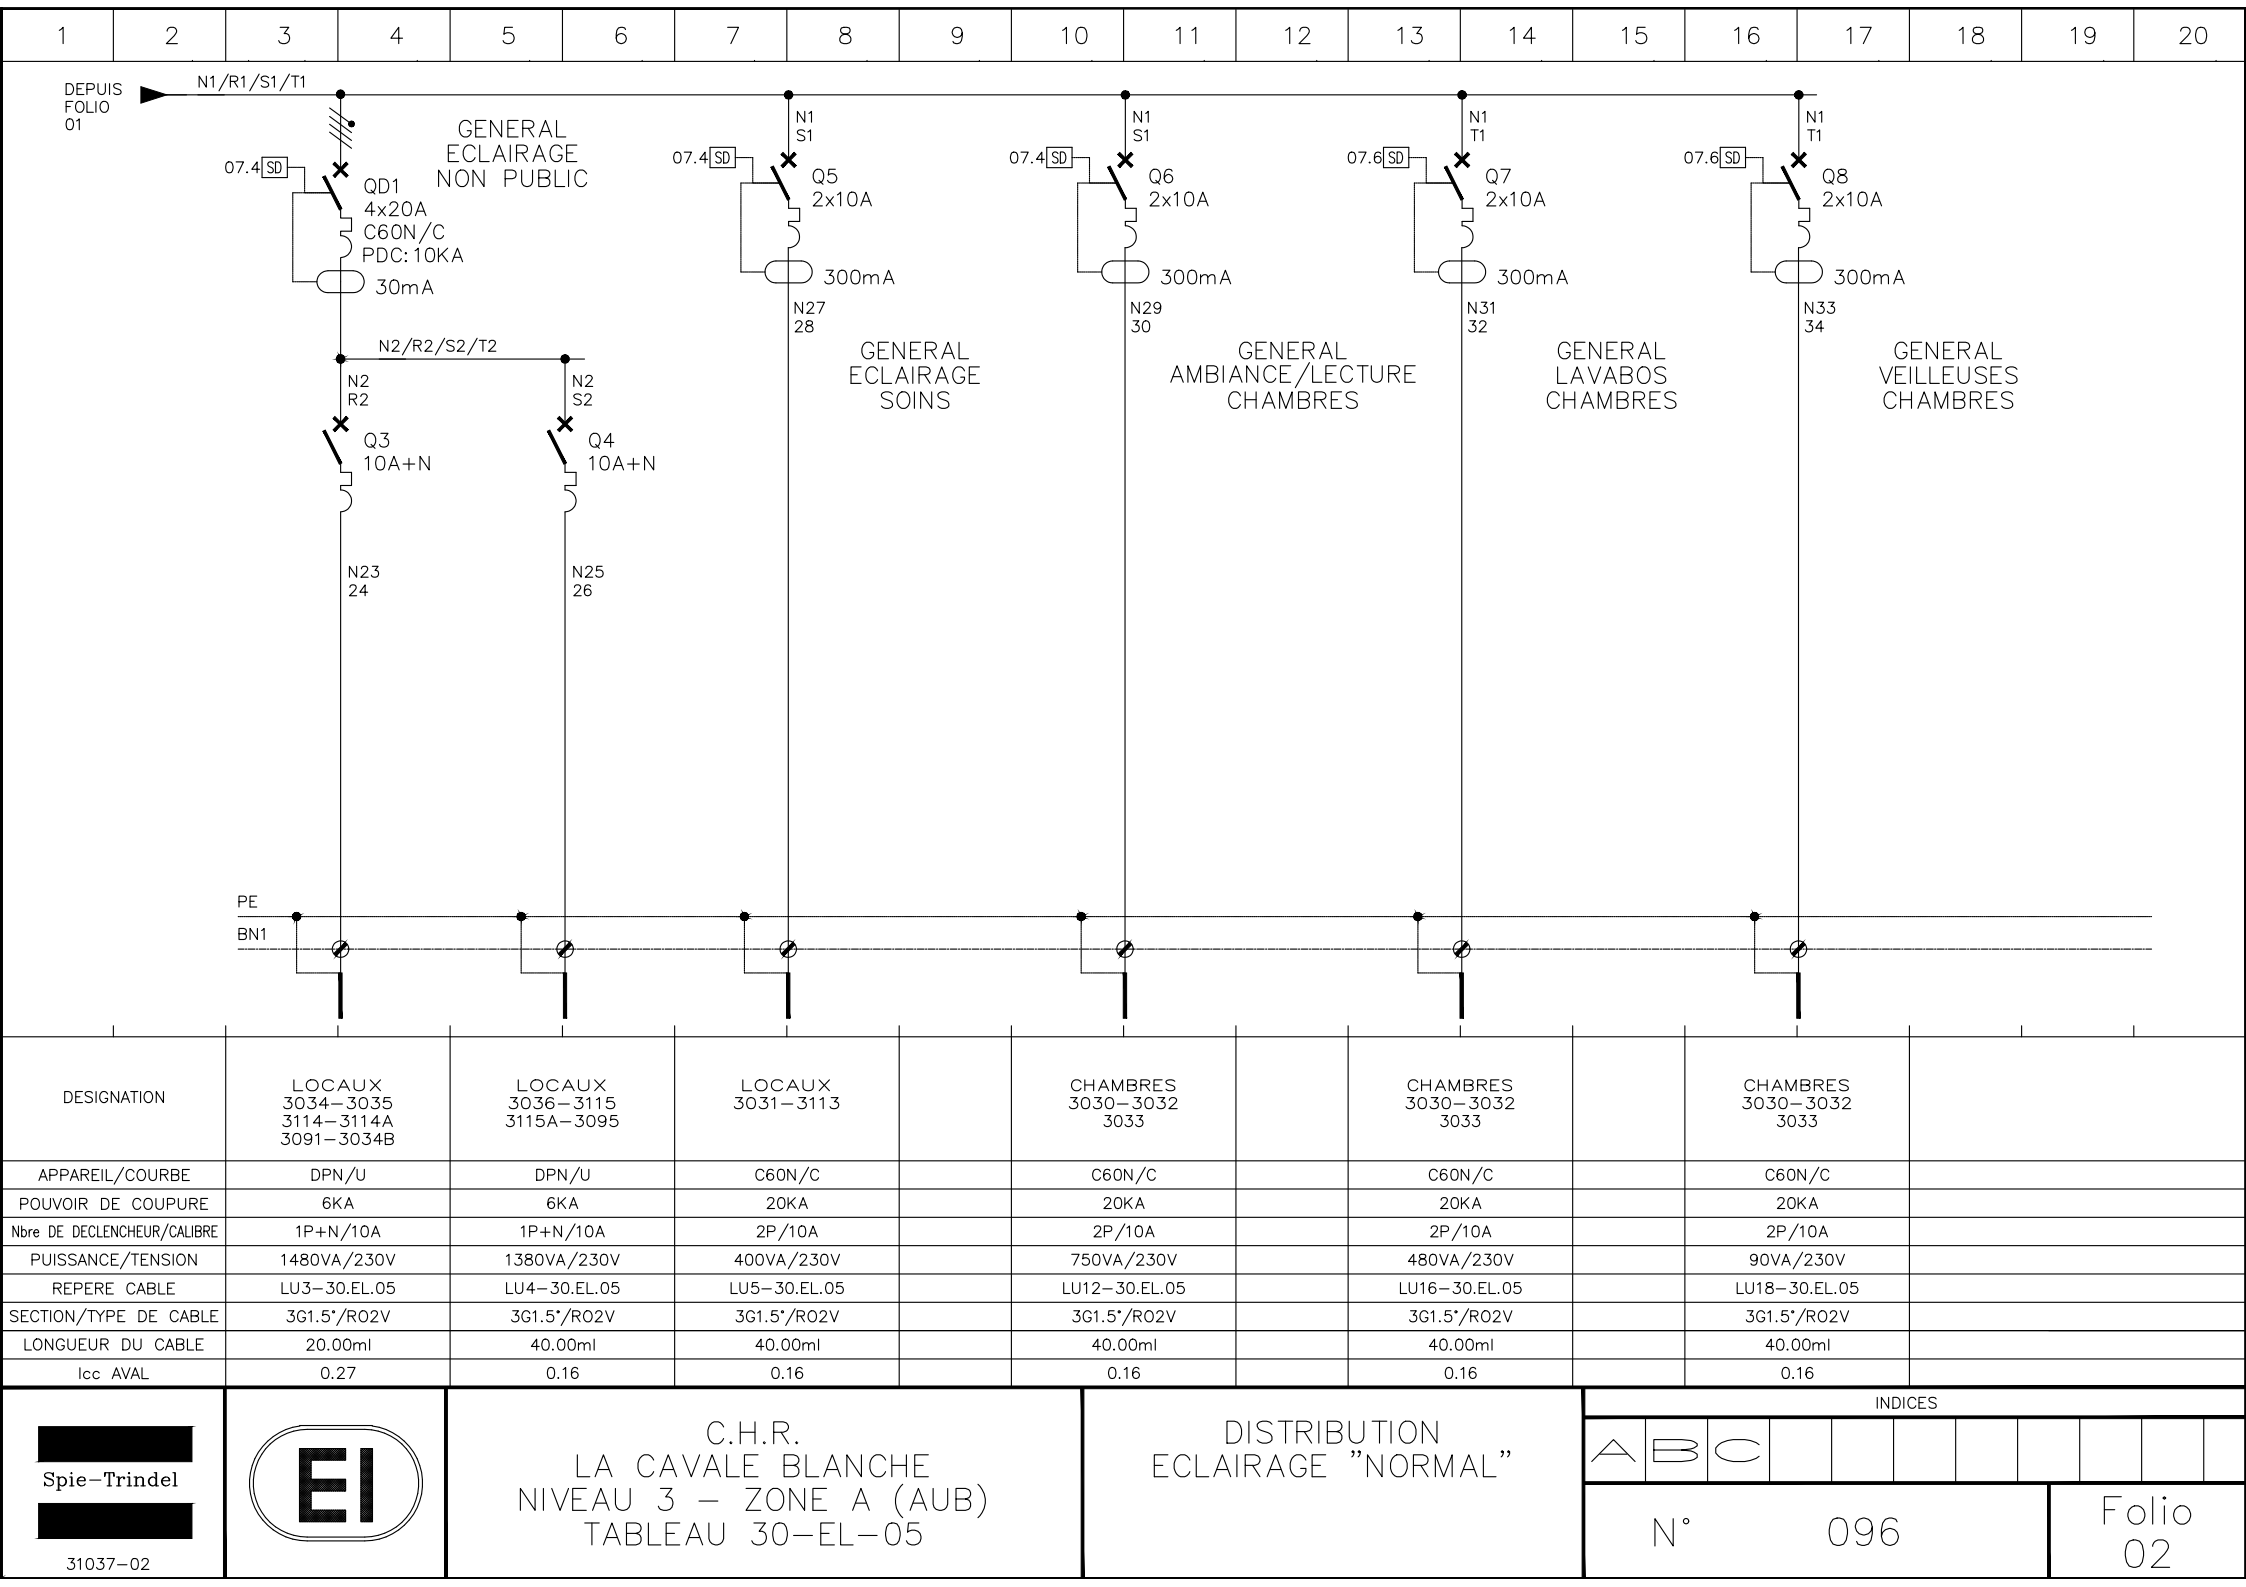 1 2 3 4 5 6 7 8 9 10 11 12 13 14 15 16 17 18 19 20
DEPUIS
FOLIO
01
N1/R1/S1/T1
GENERAL
ECLAIRAGE
NON PUBLIC
07.4 SD
QD1
4x20A
C60N/C
PDC:10KA
30mA
N2/R2/S2/T2
N2
R2
Q3
10A+N
N23
24
N2
S2
Q4
10A+N
N25
26
N1
S1
07.4 SD
Q5
2x10A
300mA
N27
28
GENERAL
ECLAIRAGE
SOINS
N1
S1
07.4 SD
Q6
2x10A
300mA
N29
30
GENERAL
AMBIANCE/LECTURE
CHAMBRES
N1
T1
07.6 SD
Q7
2x10A
300mA
N31
32
GENERAL
LAVABOS
CHAMBRES
N1
T1
07.6 SD
Q8
2x10A
300mA
N33
34
GENERAL
VEILLEUSES
CHAMBRES
PE
BN1
DESIGNATION
LOCAUX
3034-3035
3114-3114A
3091-3034B
LOCAUX
3036-3115
3115A-3095
LOCAUX
3031-3113
CHAMBRES
3030-3032
3033
CHAMBRES
3030-3032
3033
CHAMBRES
3030-3032
3033
APPAREIL/COURBE DPN/U DPN/U C60N/C C60N/C C60N/C C60N/C
POUVOIR DE COUPURE 6KA 6KA 20KA 20KA 20KA 20KA
Nbre DE DECLENCHEUR/CALIBRE 1P+N/10A 1P+N/10A 2P/10A 2P/10A 2P/10A 2P/10A
PUISSANCE/TENSION 1480VA/230V 1380VA/230V 400VA/230V 750VA/230V 480VA/230V 90VA/230V
REPERE CABLE LU3-30.EL.05 LU4-30.EL.05 LU5-30.EL.05 LU12-30.EL.05 LU16-30.EL.05 LU18-30.EL.05
SECTION/TYPE DE CABLE 3G1.5°/RO2V 3G1.5°/RO2V 3G1.5°/RO2V 3G1.5°/RO2V 3G1.5°/RO2V 3G1.5°/RO2V
LONGUEUR DU CABLE 20.00ml 40.00ml 40.00ml 40.00ml 40.00ml 40.00ml
Icc AVAL 0.27 0.16 0.16 0.16 0.16 0.16
Spie-Trindel
31037-02
EI
C.H.R.
LA CAVALE BLANCHE
NIVEAU 3 - ZONE A (AUB)
TABLEAU 30-EL-05
DISTRIBUTION
ECLAIRAGE "NORMAL"
INDICES
A B C
N° 096
Folio
02